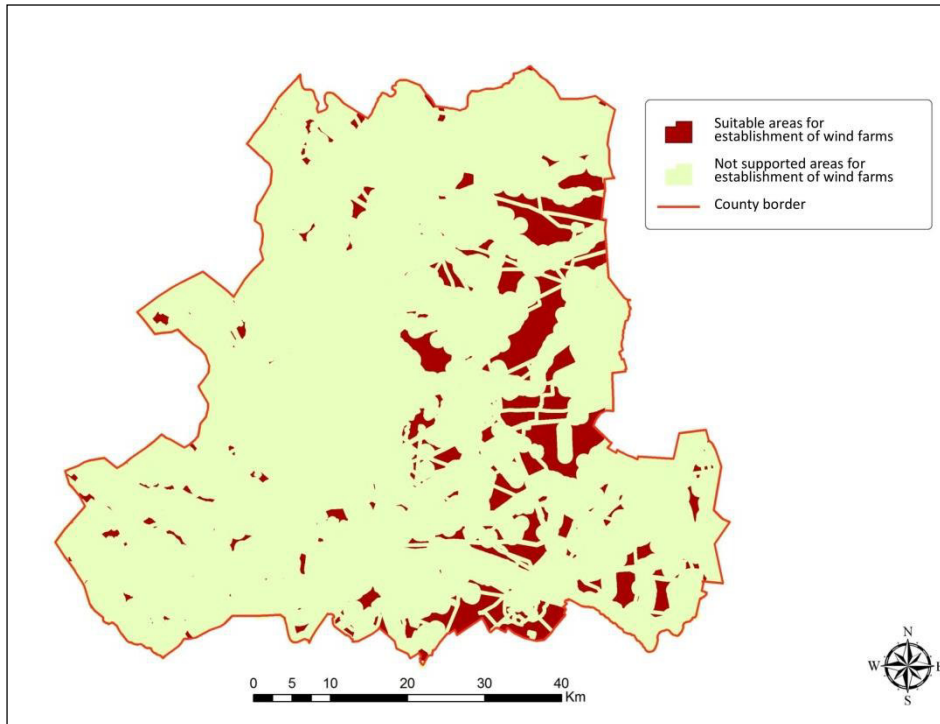 Suitable areas for
establishment of wind farms
Not supported areas for
establishment of wind farms
County border
N
W E
S
0 5 10 20 30 40
Km